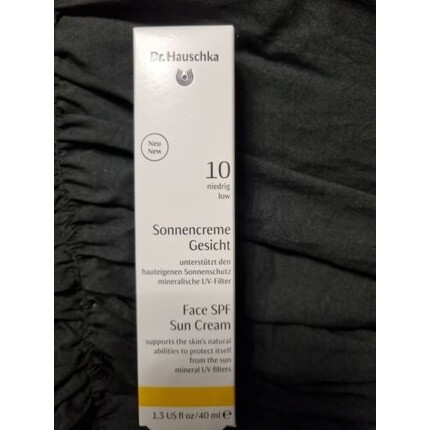 Dr. Hauschka
Neu
New
10
niedrig
low
Sonnencreme
Gesicht
unterstützt den
hauteigenen Sonnenschutz
mineralische UV-Filter
Face SPF
Sun Cream
supports the skin's natural
abilities to protect itself
from the sun
mineral UV filters
1.3 US fl oz/40 ml ℮